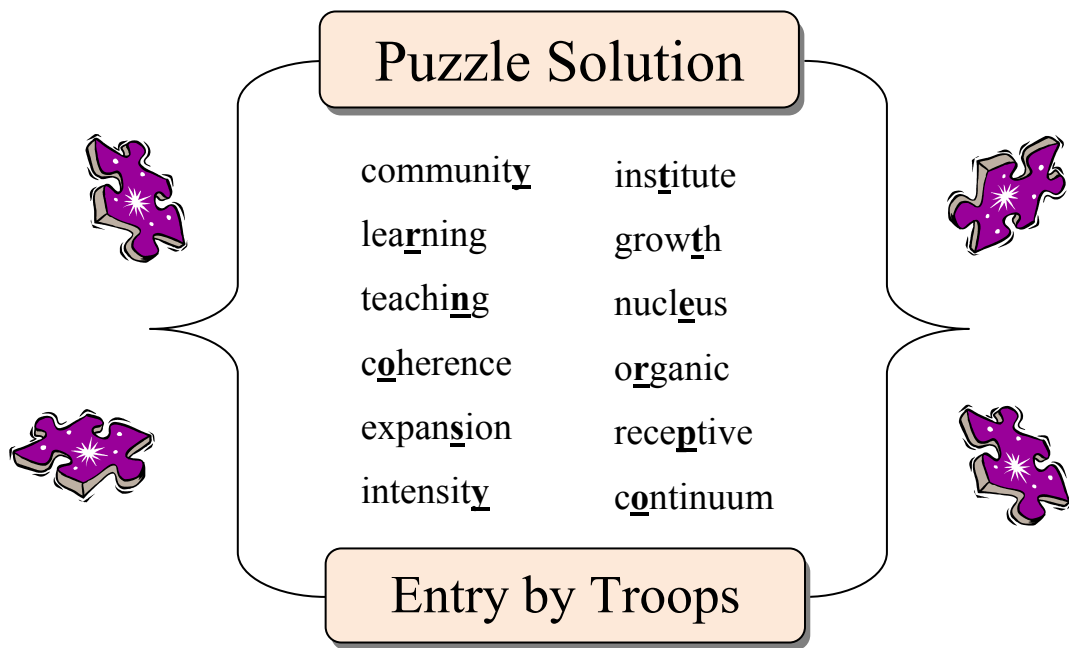 Puzzle Solution
community
learning
teaching
coherence
expansion
intensity
institute
growth
nucleus
organic
receptive
continuum
Entry by Troops